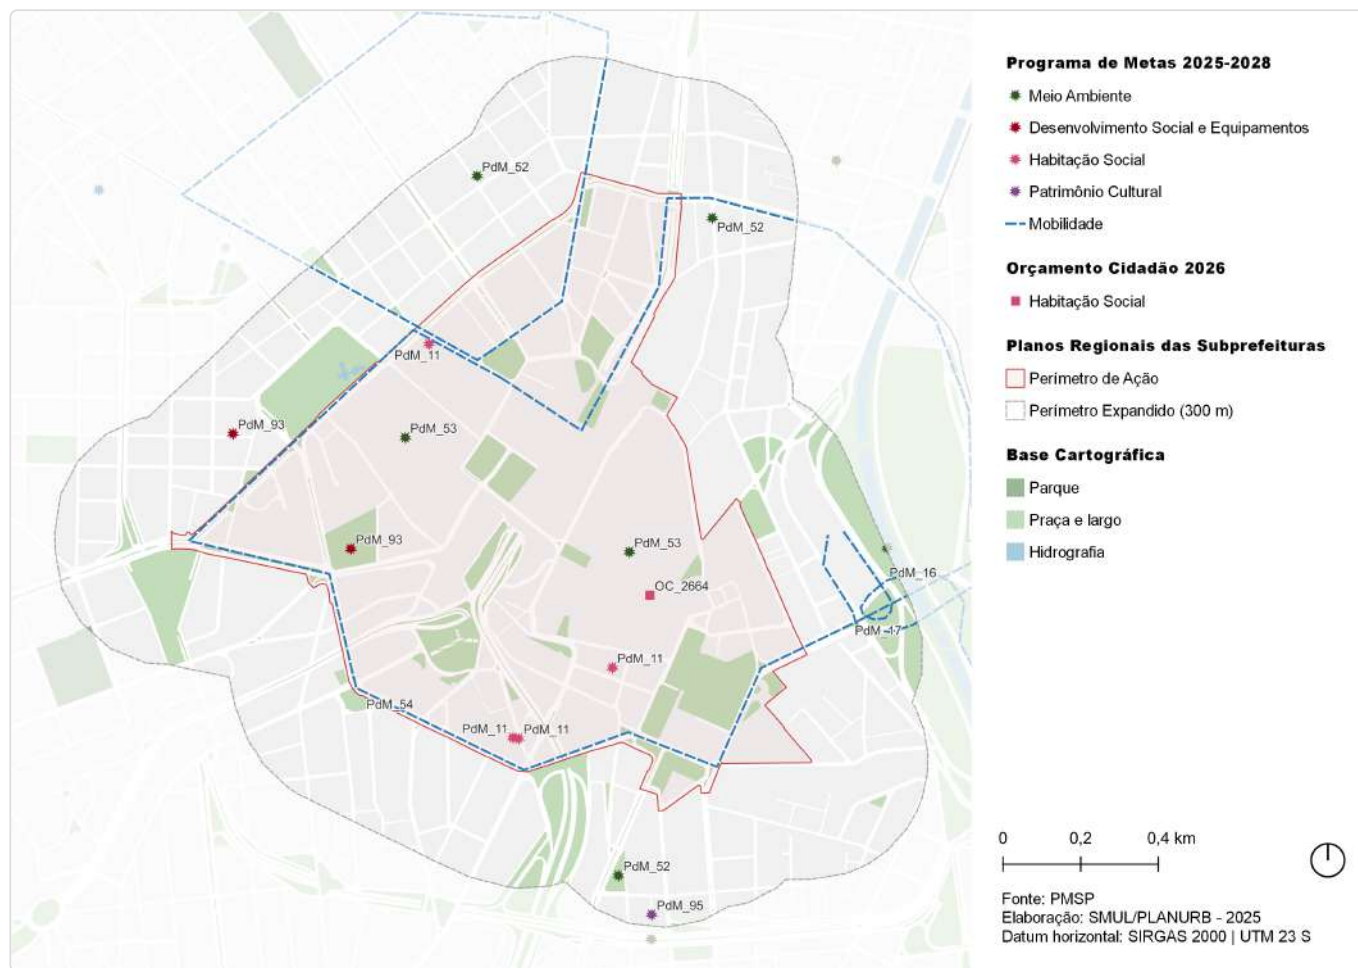 PdM_52
PdM_52
PdM_11
PdM_93
PdM_53
PdM_93
PdM_53
OC_2664
PdM_16
PdM_17
PdM_11
PdM_54
PdM_11
PdM_11
PdM_52
PdM_95
Programa de Metas 2025-2028
Meio Ambiente
Desenvolvimento Social e Equipamentos
Habitação Social
Patrimônio Cultural
Mobilidade
Orçamento Cidadão 2026
Habitação Social
Planos Regionais das Subprefeituras
Perímetro de Ação
Perímetro Expandido (300 m)
Base Cartográfica
Parque
Praça e largo
Hidrografia
0 0,2 0,4 km
Fonte: PMSP
Elaboração: SMUL/PLANURB - 2025
Datum horizontal: SIRGAS 2000 | UTM 23 S